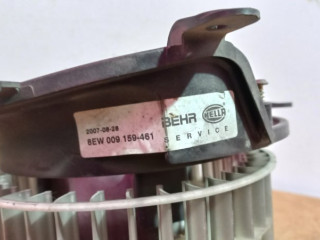 2007-08-28
8EW 009 159-461
BEHR HELLA
SERVICE